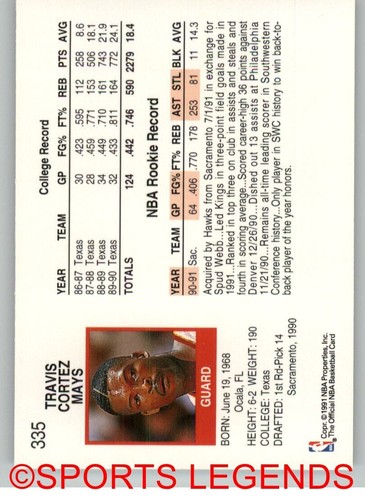 335
TRAVIS
CORTEZ
MAYS
GUARD
BORN: June 19, 1968
Ocala, FL
HEIGHT: 6-2 WEIGHT: 190
COLLEGE: Texas
DRAFTED: 1st Rd-Pick 14
Sacramento, 1990
Copr. © 1991 NBA Properties, Inc.
The Official NBA Basketball Card
NBA
College Record
YEAR TEAM GP FG% FT% REB PTS AVG
86-87 Texas 30 .423 .595 112 258 8.6
87-88 Texas 28 .458 .771 153 506 18.1
88-89 Texas 34 .449 .710 161 743 21.9
89-90 Texas 32 .433 .811 164 772 24.1
TOTALS 124 .442 .746 590 2279 18.4
NBA Rookie Record
YEAR TEAM GP FG% FT% REB AST STL BLK AVG
90-91 Sac. 64 .406 .770 178 253 81 11 14.3
Acquired by Hawks from Sacramento 7/1/91 in exchange for
Spud Webb...Led Kings in three-point field goals made in
1991...Ranked in top three on club in assists and steals and
fourth in scoring average...Scored career-high 36 points against
Denver 12/26/90...Dished out 13 assists at Philadelphia
11/21/90...Remains all-time leading scorer in Southwestern
Conference history...Only player in SWC history to win back-to-
back player of the year honors.
©SPORTS LEGENDS